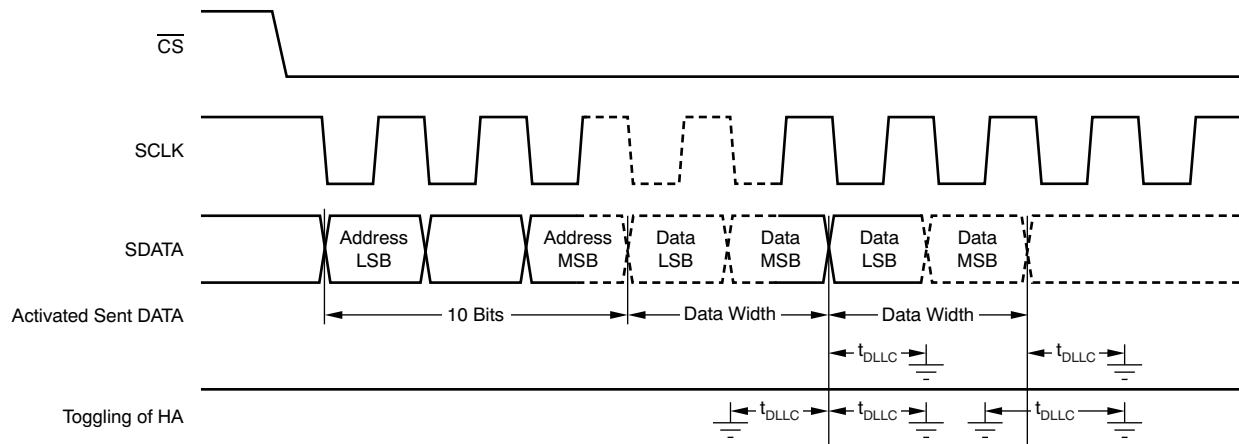 CS
SCLK
SDATA
Address
LSB
Address
MSB
Data
LSB
Data
MSB
Data
LSB
Data
MSB
Activated Sent DATA
10 Bits
Data Width
Data Width
tDLLC
tDLLC
Toggling of HA
tDLLC
tDLLC
tDLLC